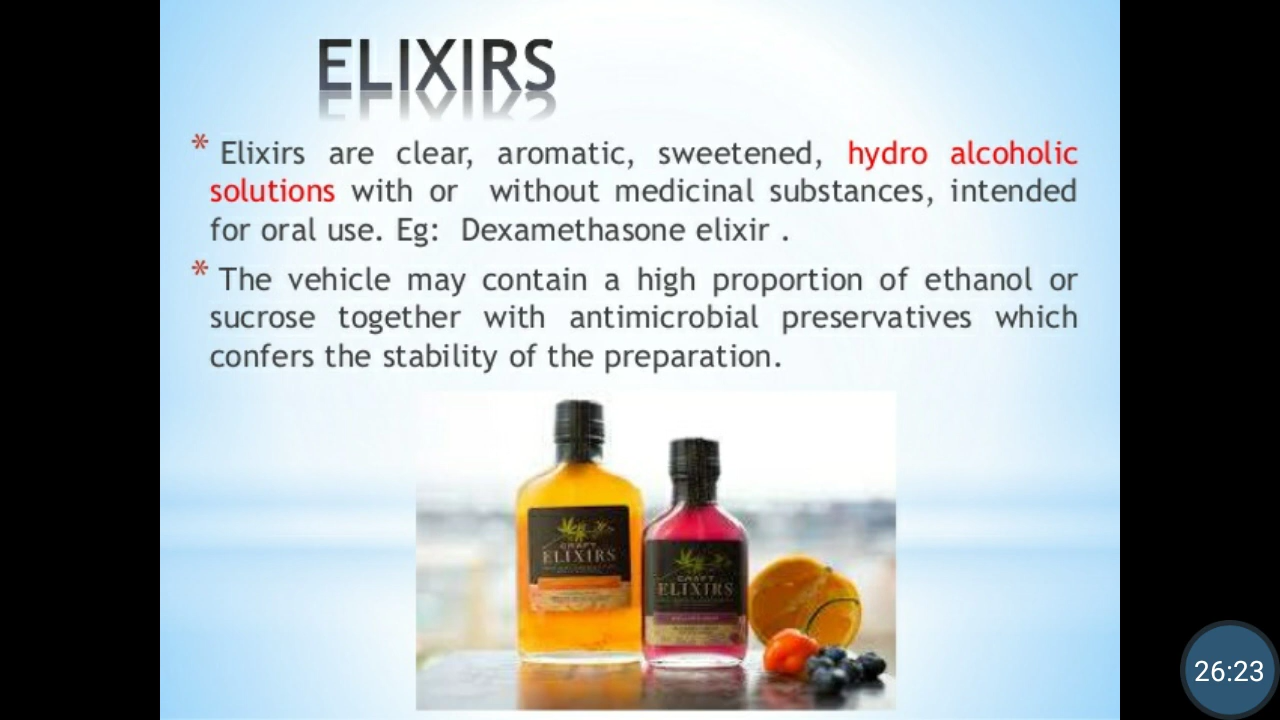 ELIXIRS
* Elixirs are clear, aromatic, sweetened, hydro alcoholic
solutions with or without medicinal substances, intended
for oral use. Eg: Dexamethasone elixir .
* The vehicle may contain a high proportion of ethanol or
sucrose together with antimicrobial preservatives which
confers the stability of the preparation.
CRAFT
ELIXIRS
CRAFT
ELIXIRS
26:23